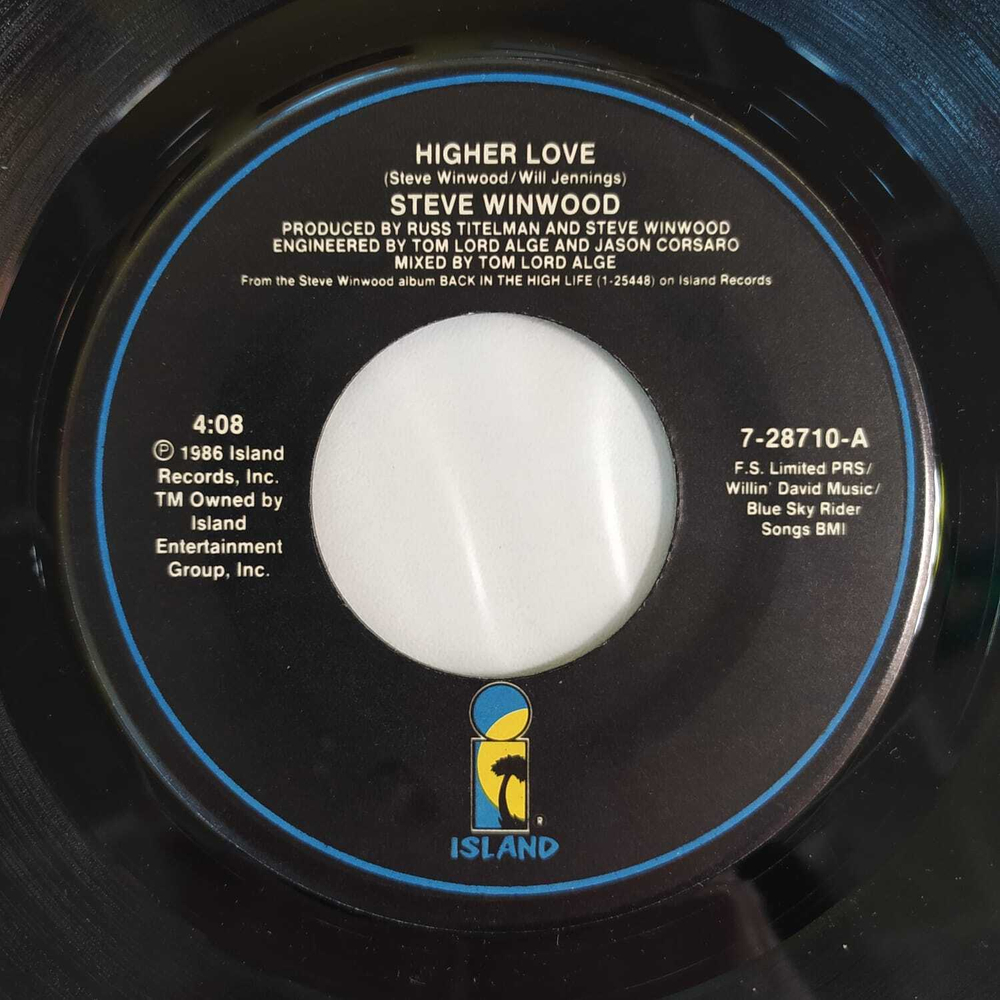 HIGHER LOVE
(Steve Winwood/Will Jennings)
STEVE WINWOOD
PRODUCED BY RUSS TITELMAN AND STEVE WINWOOD
ENGINEERED BY TOM LORD ALGE AND JASON CORSARO
MIXED BY TOM LORD ALGE
From the Steve Winwood album BACK IN THE HIGH LIFE (1-25448) on Island Records
4:08
℗ 1986 Island
Records, Inc.
TM Owned by
Island
Entertainment
Group, Inc.
7-28710-A
F.S. Limited PRS/
Willin' David Music/
Blue Sky Rider
Songs BMI
i
®
ISLAND